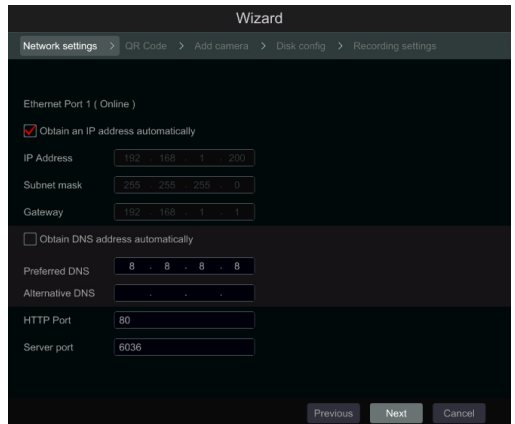 Wizard
Network settings > QR Code > Add camera > Disk config > Recording settings
Ethernet Port 1 ( Online )
Obtain an IP address automatically
IP Address 192 . 168 . 1 . 200
Subnet mask 255 . 255 . 255 . 0
Gateway 192 . 168 . 1 . 1
Obtain DNS address automatically
Preferred DNS 8 . 8 . 8 . 8
Alternative DNS . . .
HTTP Port 80
Server port 6036
Previous Next Cancel